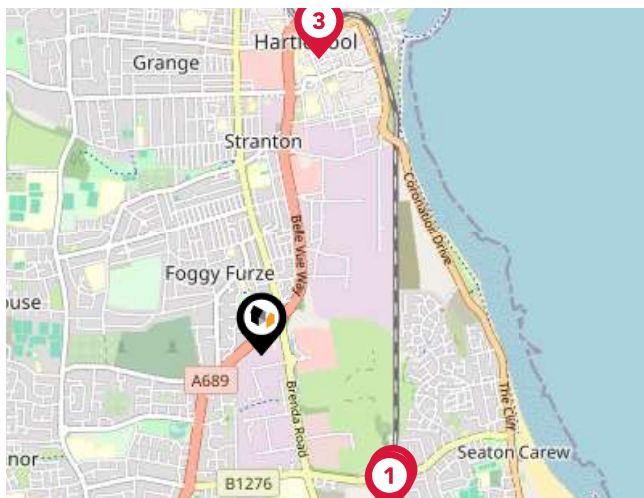 3
Hartlepool
Grange
Stranton
Coronation Drive
Belle Vue Way
Foggy Furze
ouse
A689
Brenda Road
The Cliff
Seaton Carew
nor
1
B1276